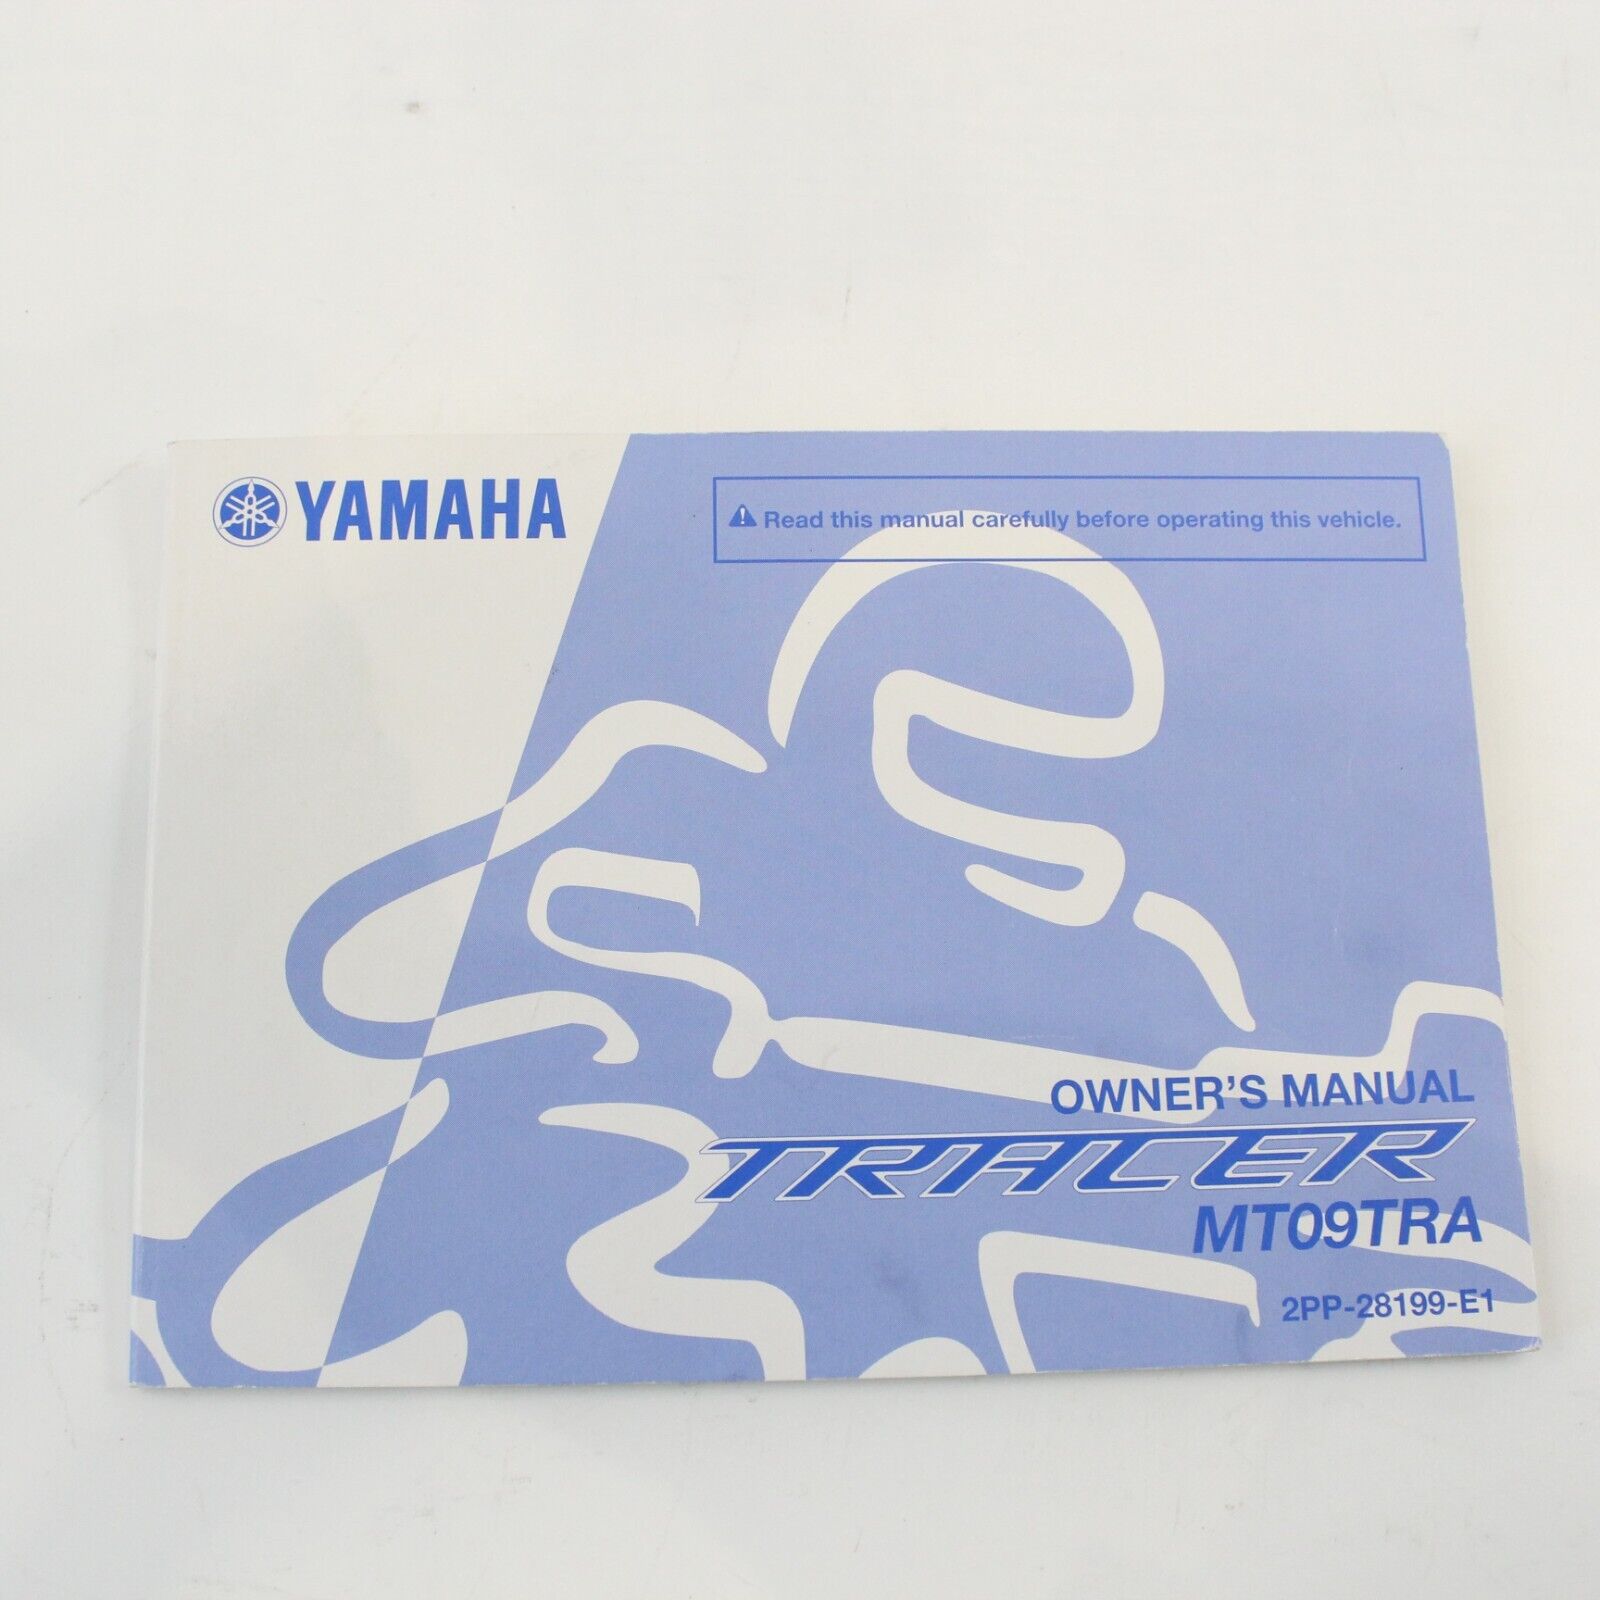 YAMAHA
⚠ Read this manual carefully before operating this vehicle.
OWNER'S MANUAL
TRACER
MT09TRA
2PP-28199-E1